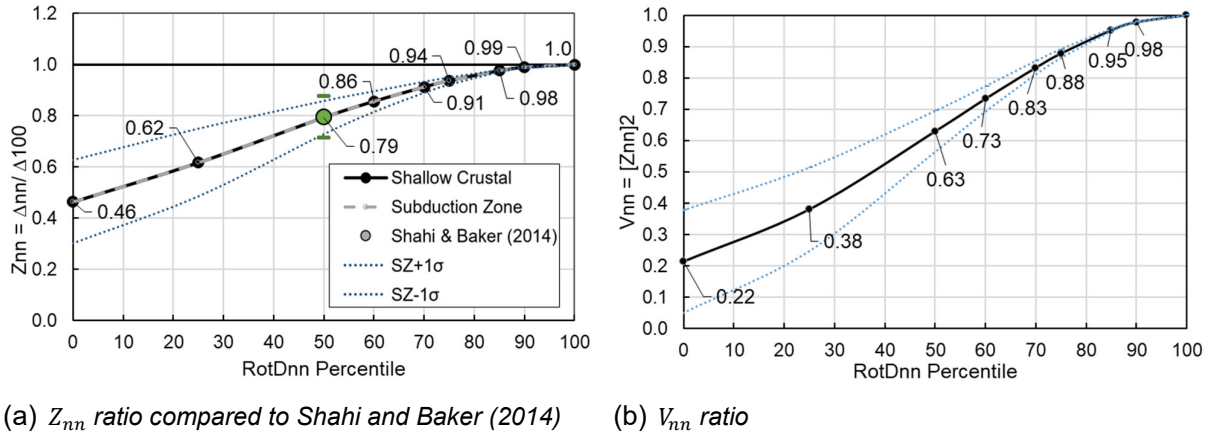 Znn = Δnn/ Δ100
1.2
1.0
0.8
0.6
0.4
0.2
0.0
0.46
0.62
0.79
0.86
0.91
0.94
0.98
0.99
1.0
Shallow Crustal
Subduction Zone
Shahi & Baker (2014)
SZ+1σ
SZ-1σ
0 10 20 30 40 50 60 70 80 90 100
RotDnn Percentile
(a) Znn ratio compared to Shahi and Baker (2014)
Vnn = [Znn]2
1.0
0.9
0.8
0.7
0.6
0.5
0.4
0.3
0.2
0.1
0.0
0.22
0.38
0.63
0.73
0.83
0.88
0.95
0.98
0 10 20 30 40 50 60 70 80 90 100
RotDnn Percentile
(b) Vnn ratio